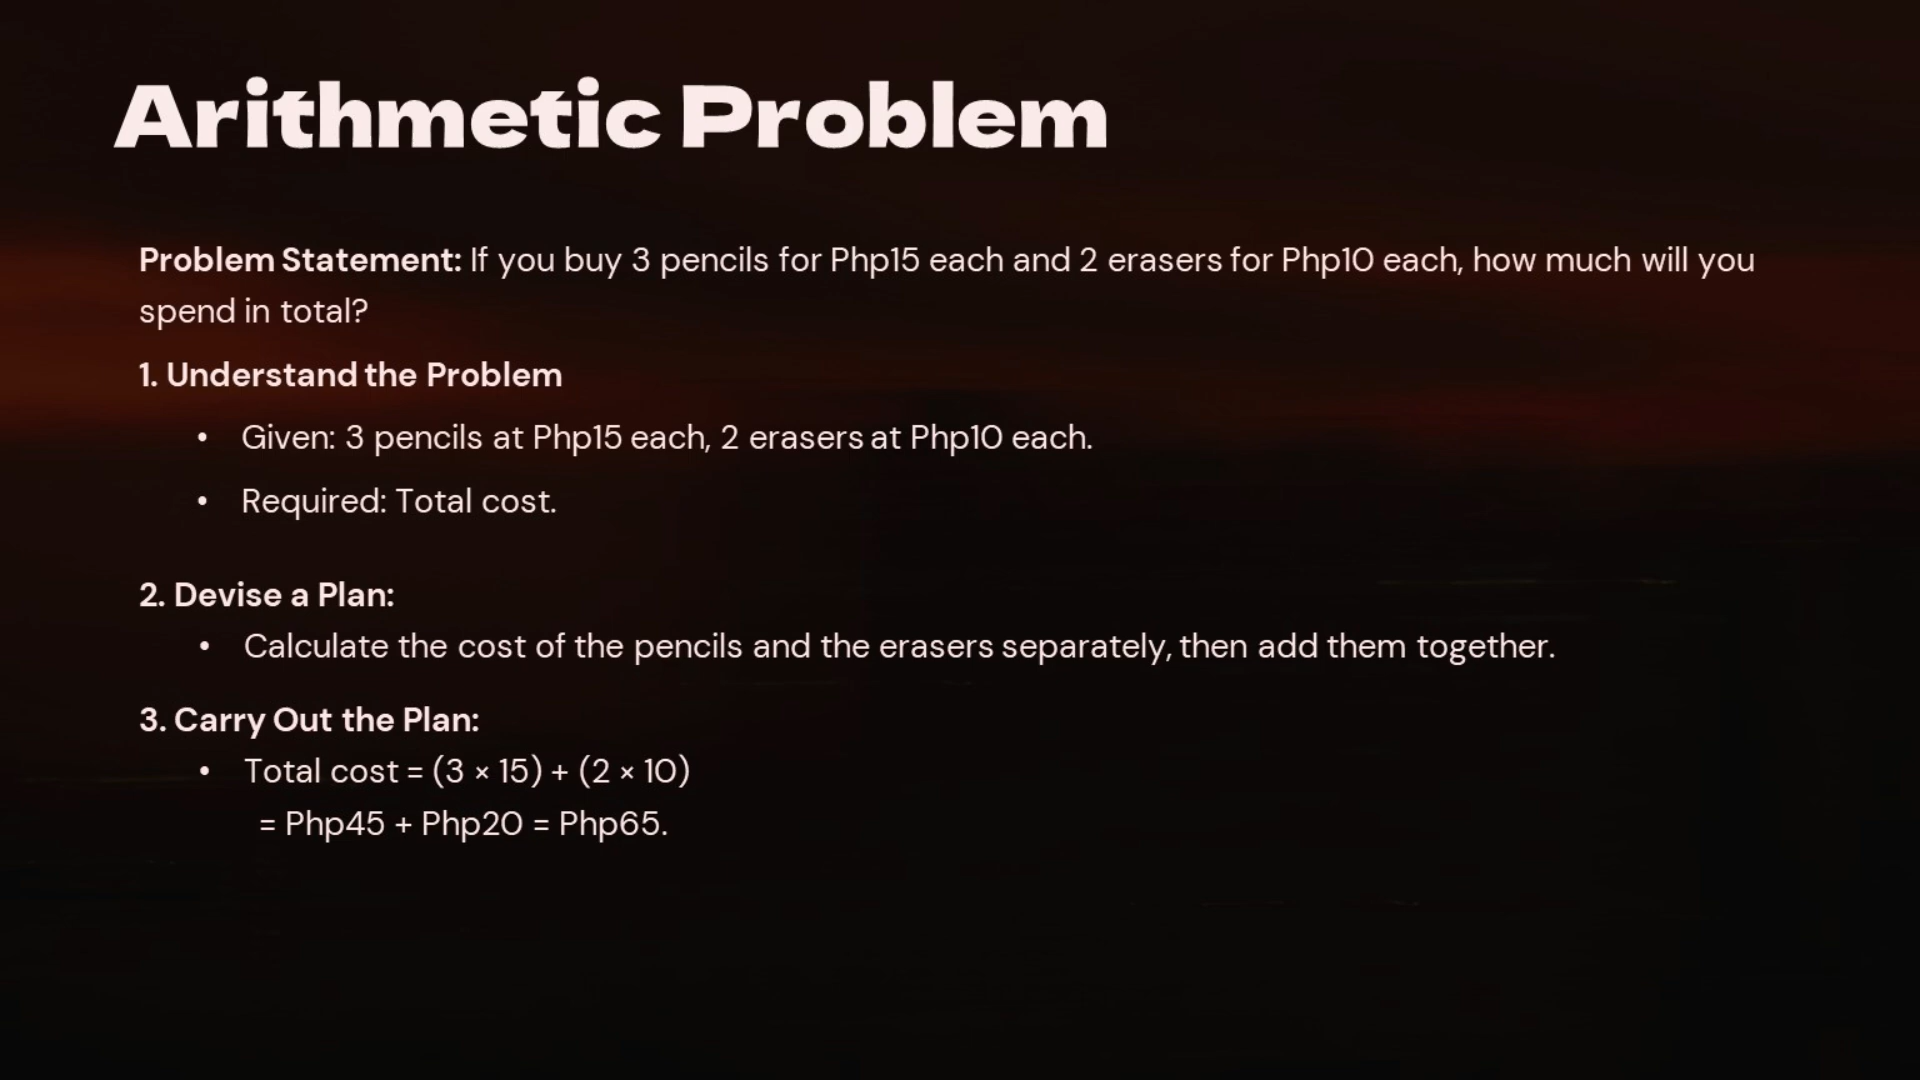 Arithmetic Problem
Problem Statement: If you buy 3 pencils for Php15 each and 2 erasers for Php10 each, how much will you
spend in total?
1. Understand the Problem
• Given: 3 pencils at Php15 each, 2 erasers at Php10 each.
• Required: Total cost.
2. Devise a Plan:
• Calculate the cost of the pencils and the erasers separately, then add them together.
3. Carry Out the Plan:
• Total cost = (3 × 15) + (2 × 10)
= Php45 + Php20 = Php65.